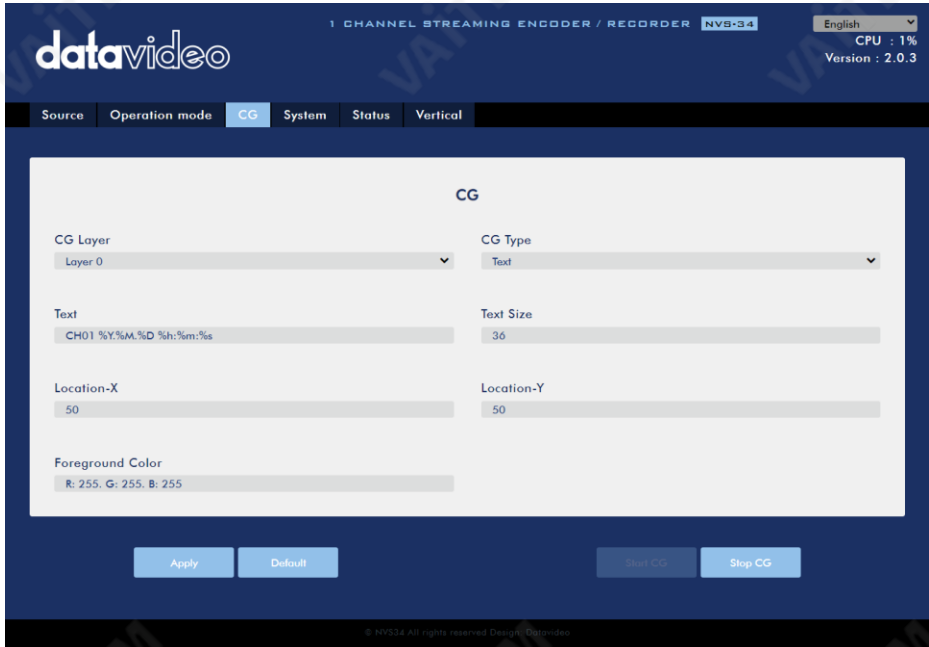 1 CHANNEL STREAMING ENCODER / RECORDER NVS-34
English
CPU : 1%
Version : 2.0.3
datavideo
Source Operation mode CG System Status Vertical
CG
CG Layer CG Type
Layer 0 Text
Text Text Size
CH01 %Y.%M.%D %h:%m:%s 36
Location-X Location-Y
50 50
Foreground Color
R: 255. G: 255. B: 255
Apply Default Start CG Stop CG
© NVS34 All rights reserved Design: Datavideo